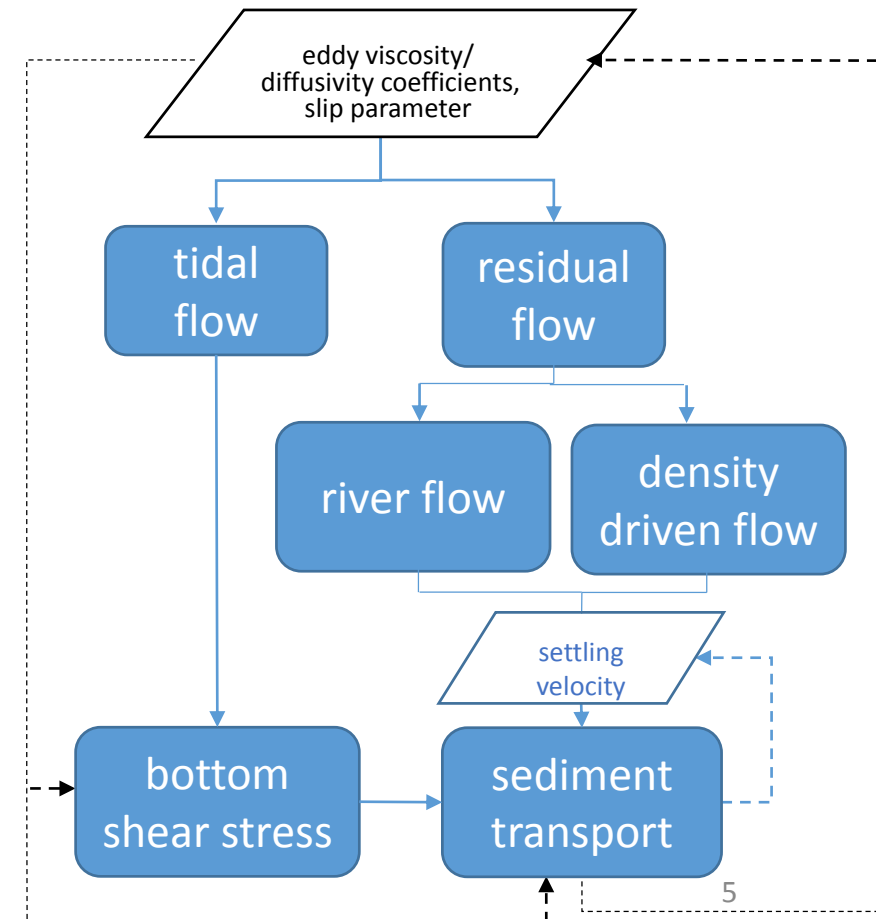 eddy viscosity/
diffusivity coefficients,
slip parameter
tidal
flow
residual
flow
river flow
density
driven flow
settling
velocity
bottom
shear stress
sediment
transport
5